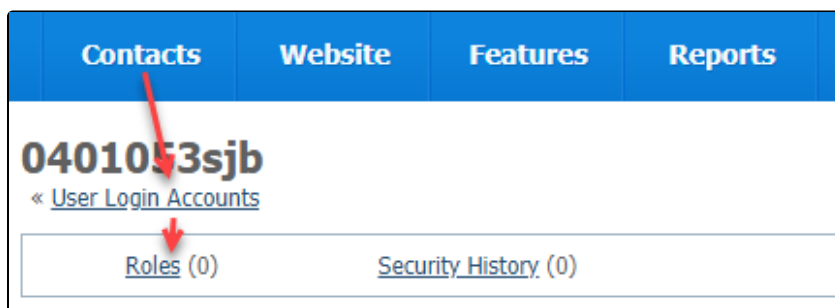 Contacts Website Features Reports
0401053sjb
« User Login Accounts
Roles (0) Security History (0)